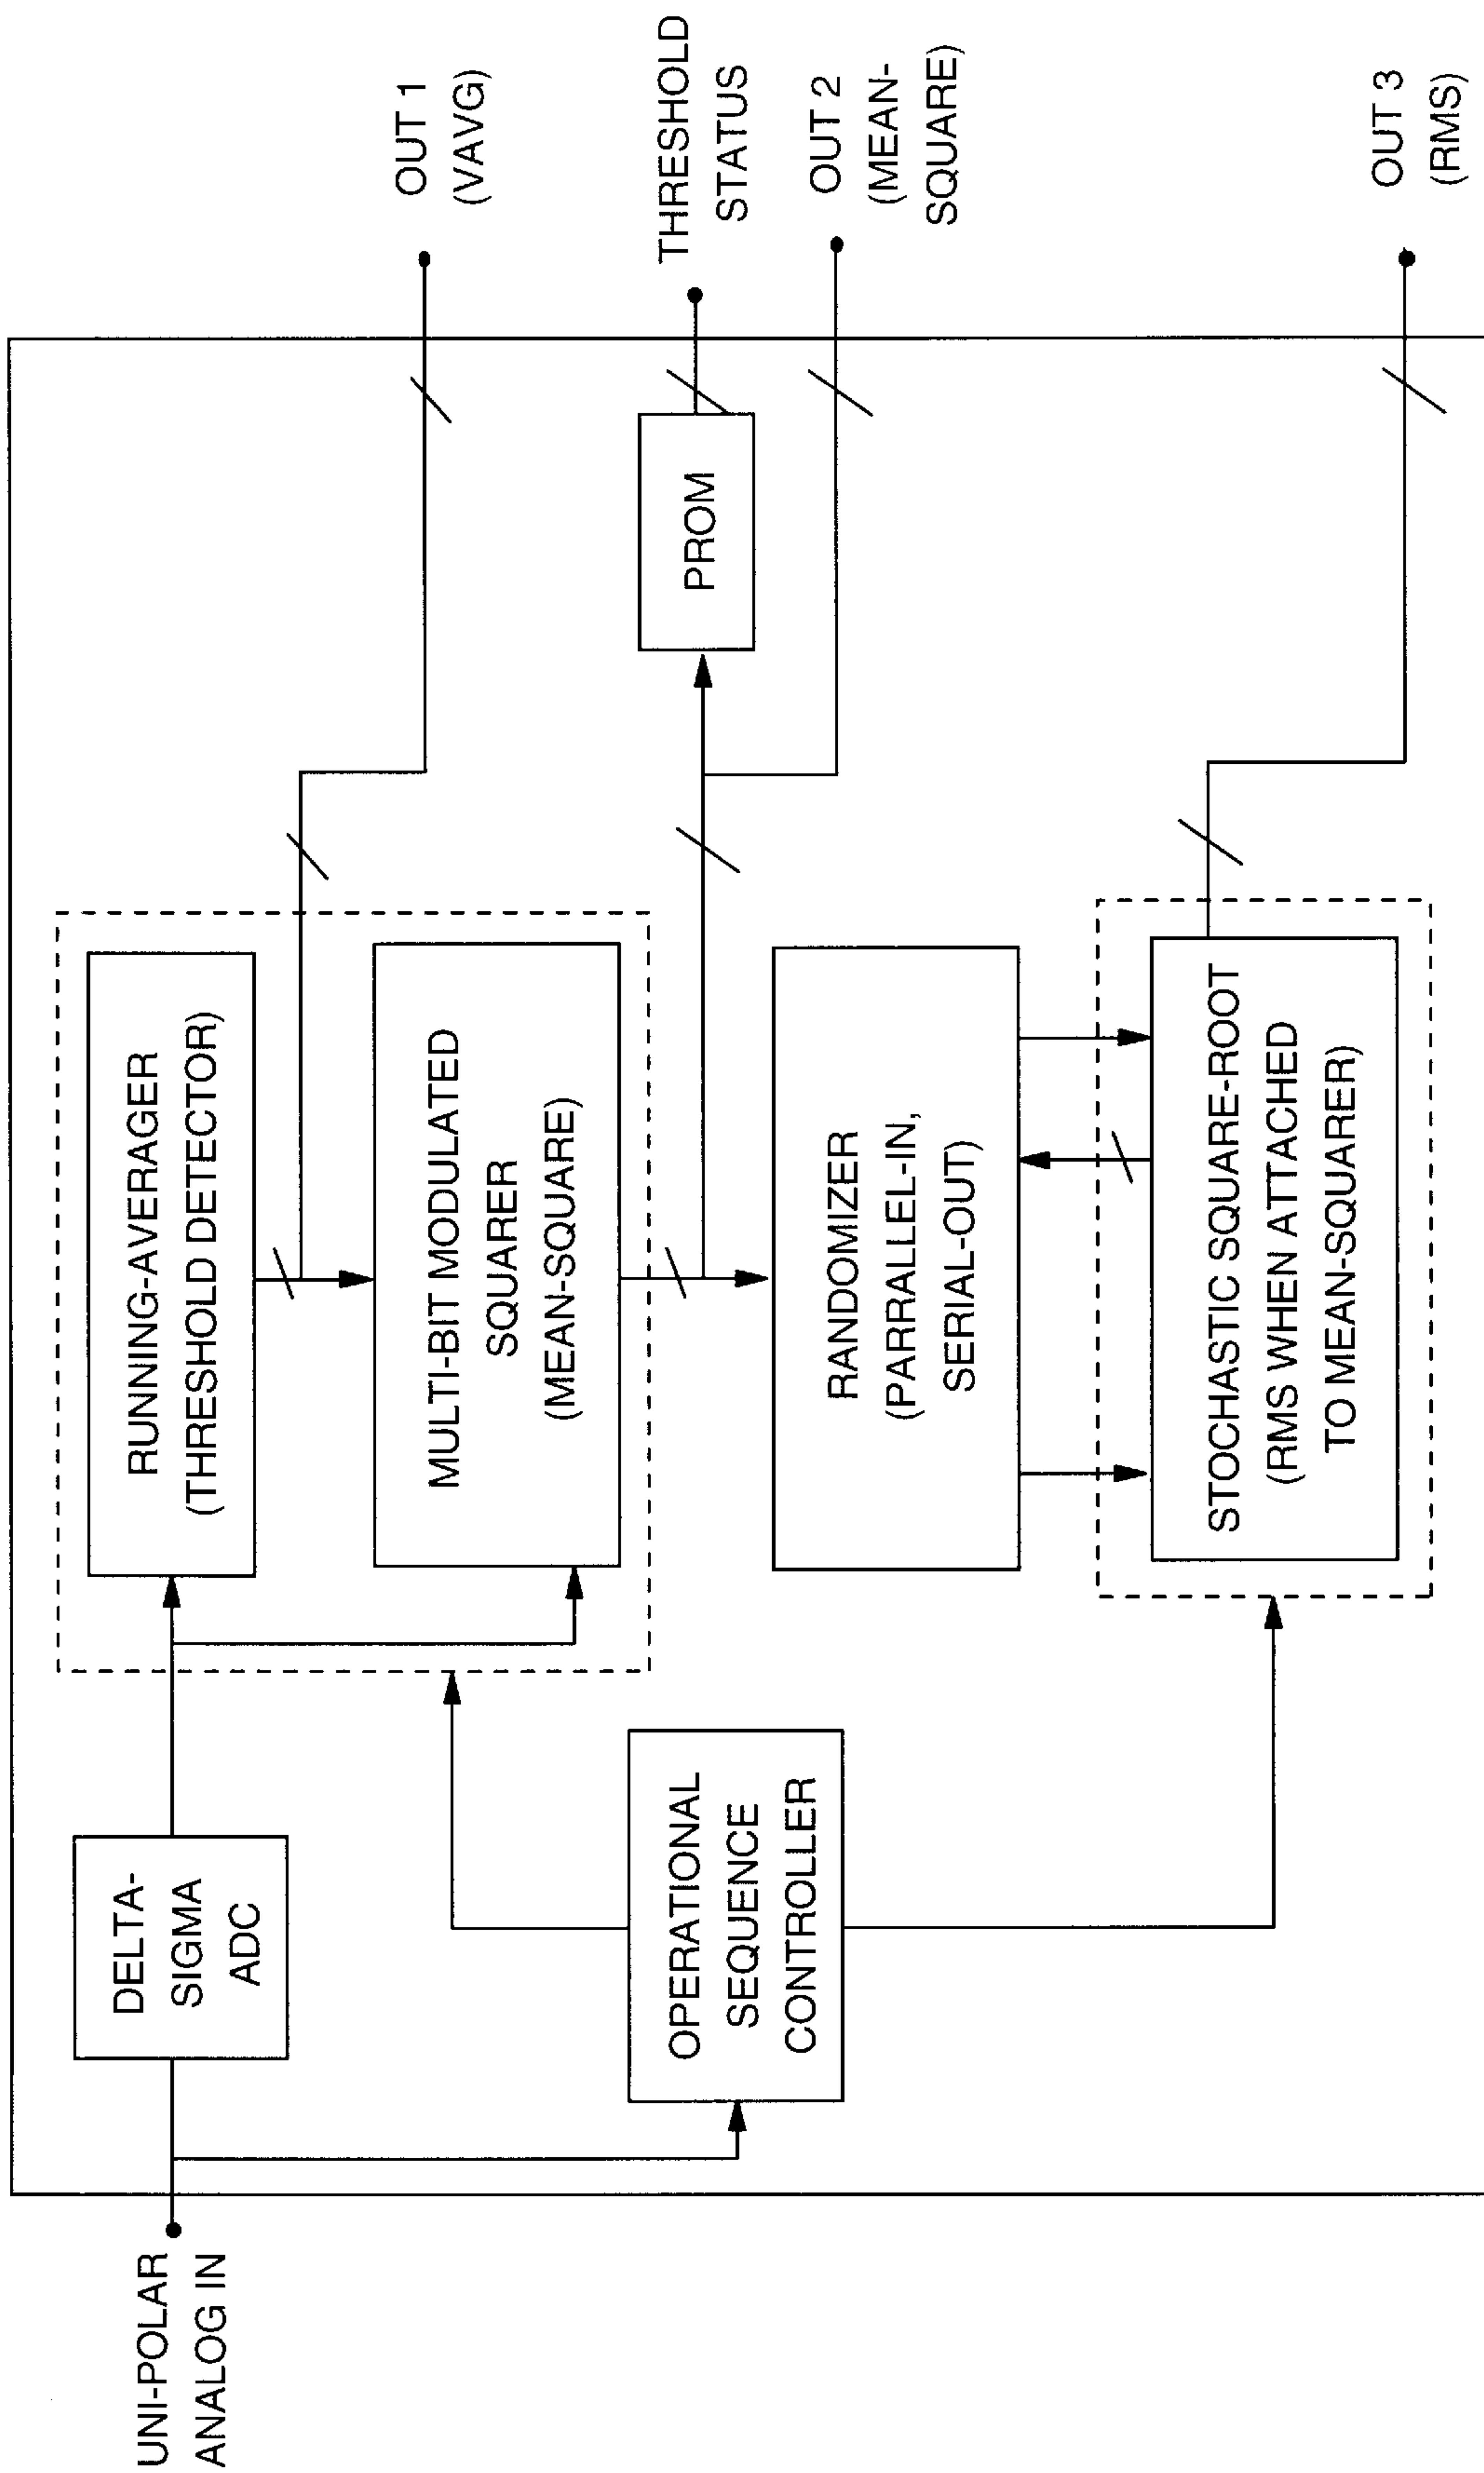 UNI-POLAR
ANALOG IN
DELTA-
SIGMA
ADC
OPERATIONAL
SEQUENCE
CONTROLLER
RUNNING-AVERAGER
(THRESHOLD DETECTOR)
MULTI-BIT MODULATED
SQUARER
(MEAN-SQUARE)
RANDOMIZER
(PARRALLEL-IN,
SERIAL-OUT)
STOCHASTIC SQUARE-ROOT
(RMS WHEN ATTACHED
TO MEAN-SQUARER)
PROM
OUT 1
(VAVG)
THRESHOLD
STATUS
OUT 2
(MEAN-
SQUARE)
OUT 3
(RMS)